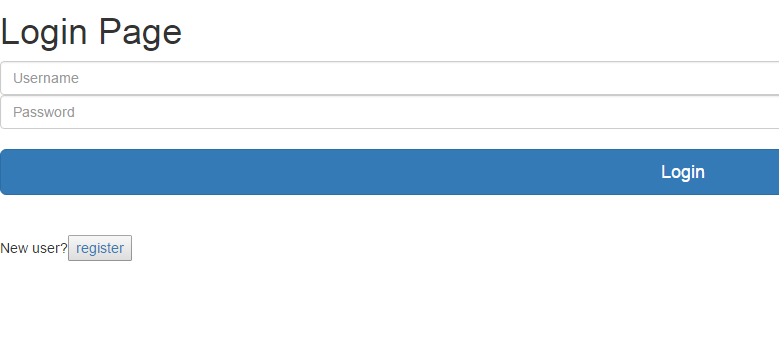 Login Page
Username
Password
Login
New user? register